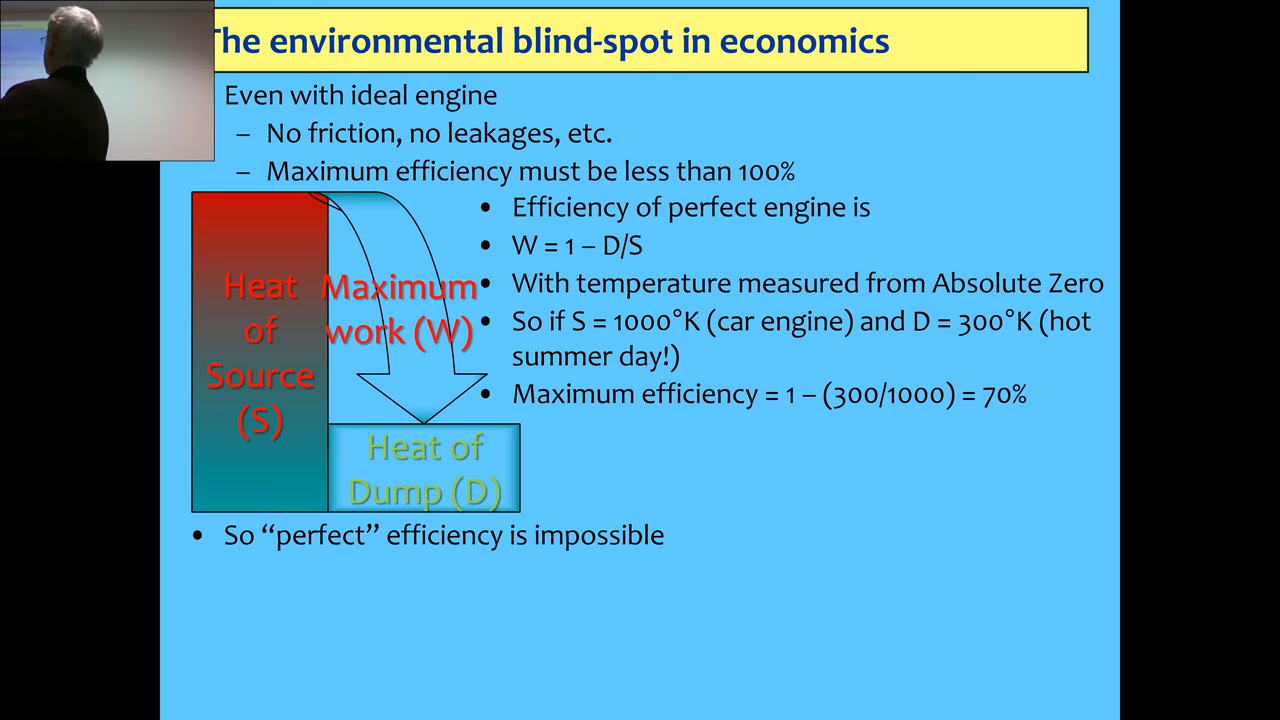 The environmental blind-spot in economics
Even with ideal engine
– No friction, no leakages, etc.
– Maximum efficiency must be less than 100%
• Efficiency of perfect engine is
• W = 1 – D/S
• With temperature measured from Absolute Zero
• So if S = 1000°K (car engine) and D = 300°K (hot
summer day!)
• Maximum efficiency = 1 – (300/1000) = 70%
Heat
of
Source
(S)
Maximum
work (W)
Heat of
Dump (D)
• So “perfect” efficiency is impossible